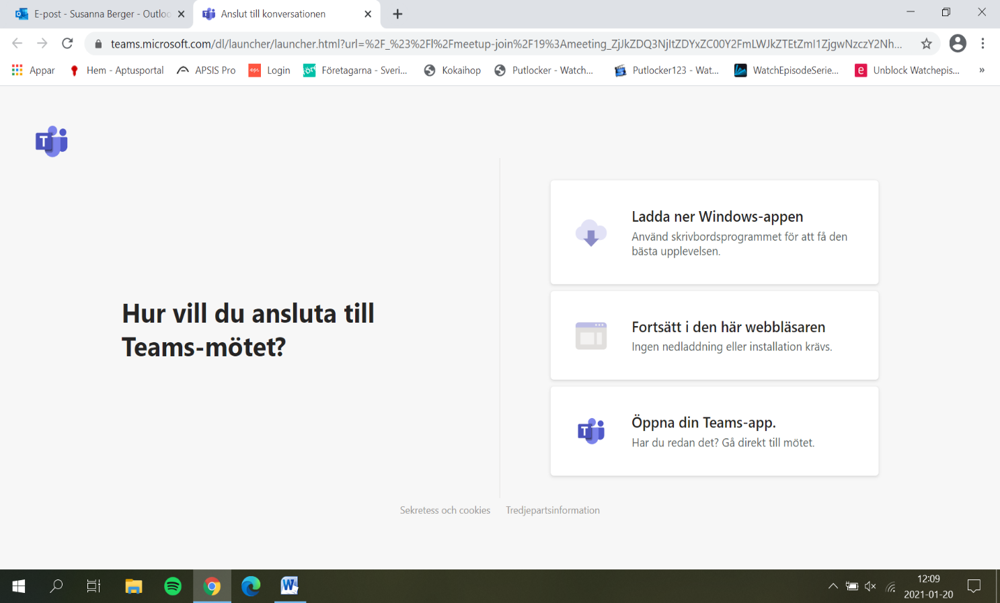 E-post - Susanna Berger - Outloo
Anslut till konversationen
teams.microsoft.com/dl/launcher/launcher.html?url=%2F_%23%2Fl%2Fmeetup-join%2F19%3Ameeting_ZjJkZDQ3NjItZDYxZC00Y2FmLWJkZTEtZmI1ZjgwNzczY2Nh...
Appar
Hem - Aptusportal
APSIS Pro
Login
Företagarna - Sveri...
Kokaihop
Putlocker - Watch...
Putlocker123 - Wat...
WatchEpisodeSerie...
Unblock Watchepis...
Hur vill du ansluta till
Teams-mötet?
Ladda ner Windows-appen
Använd skrivbordsprogrammet för att få den
bästa upplevelsen.
Fortsätt i den här webbläsaren
Ingen nedladdning eller installation krävs.
Öppna din Teams-app.
Har du redan det? Gå direkt till mötet.
Sekretess och cookies
Tredjepartsinformation
12:09
2021-01-20